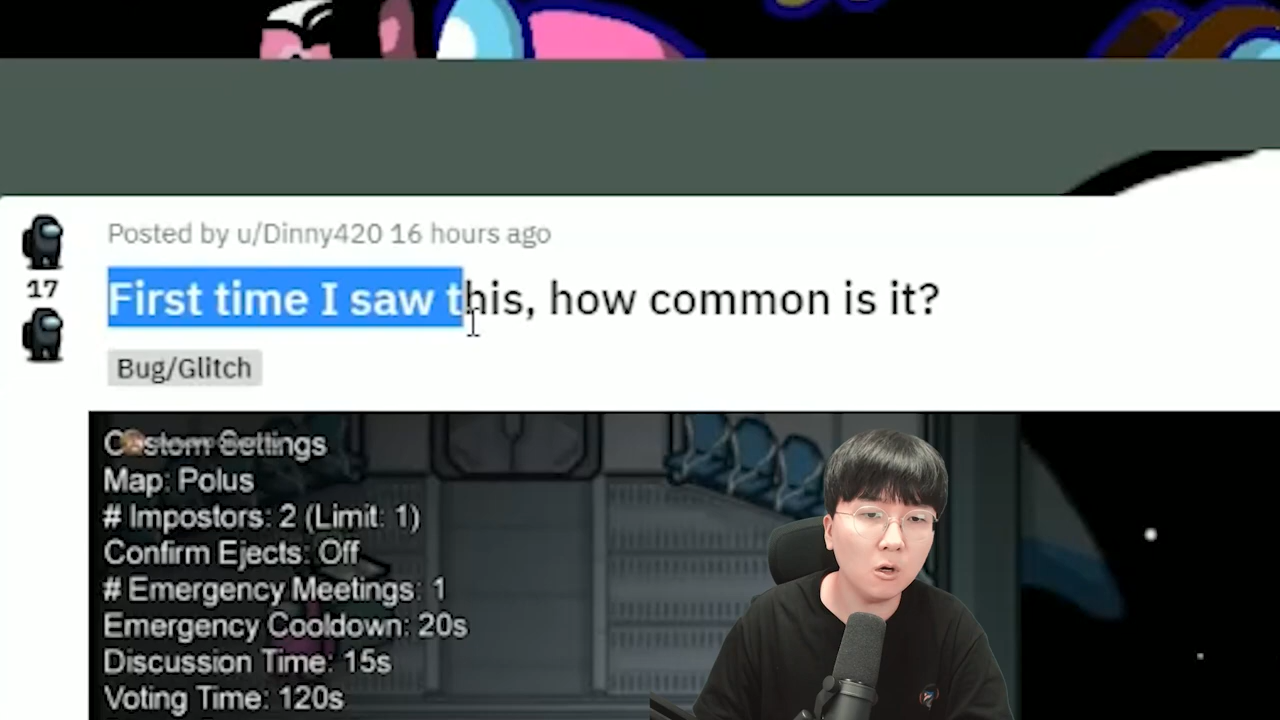 Posted by u/Dinny420 16 hours ago
17
First time I saw this, how common is it?
Bug/Glitch
Custom Settings
Map: Polus
# Impostors: 2 (Limit: 1)
Confirm Ejects: Off
# Emergency Meetings: 1
Emergency Cooldown: 20s
Discussion Time: 15s
Voting Time: 120s